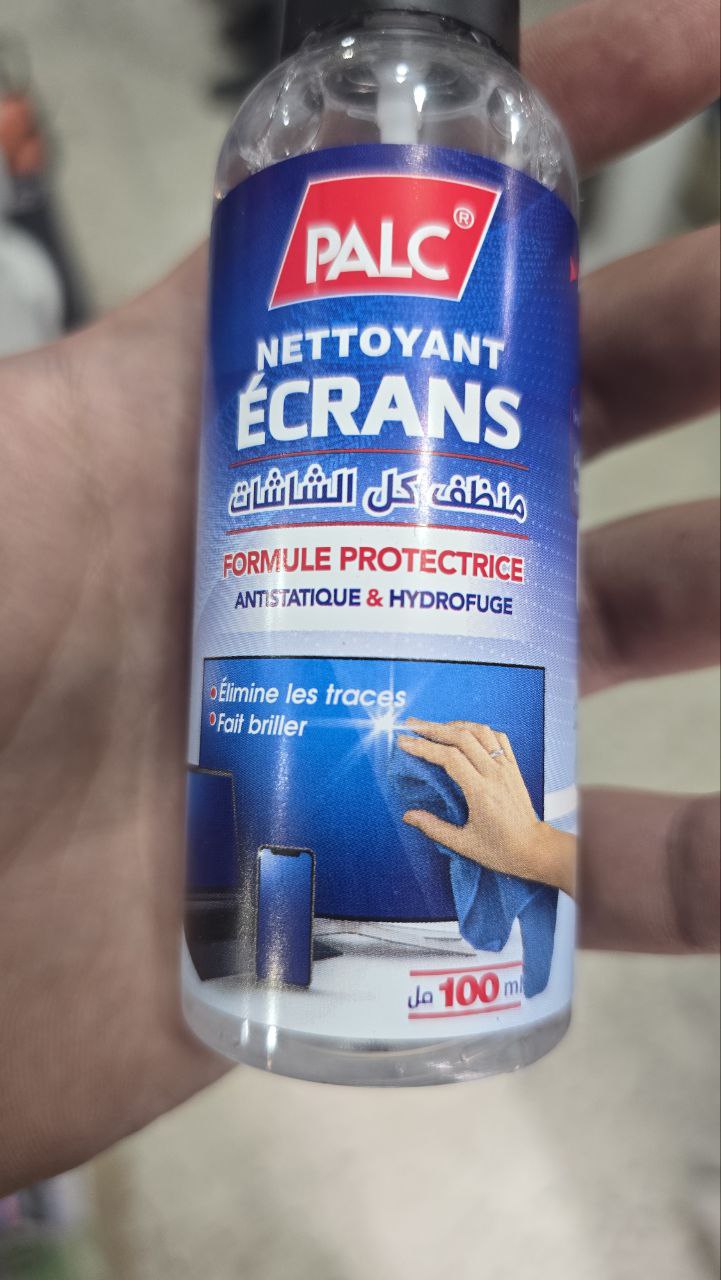 PALC®
NETTOYANT
ÉCRANS
منظف كل الشاشات
FORMULE PROTECTRICE
ANTISTATIQUE & HYDROFUGE
• Élimine les traces
• Fait briller
مل 100 ml